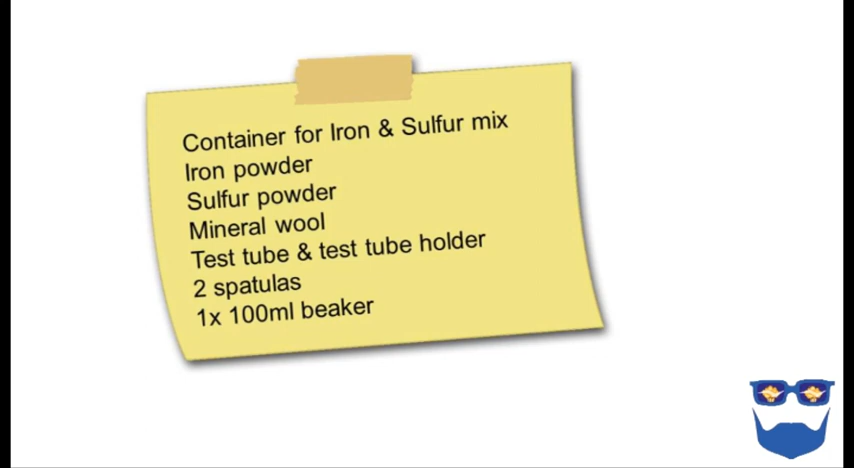 Container for Iron & Sulfur mix
Iron powder
Sulfur powder
Mineral wool
Test tube & test tube holder
2 spatulas
1x 100ml beaker